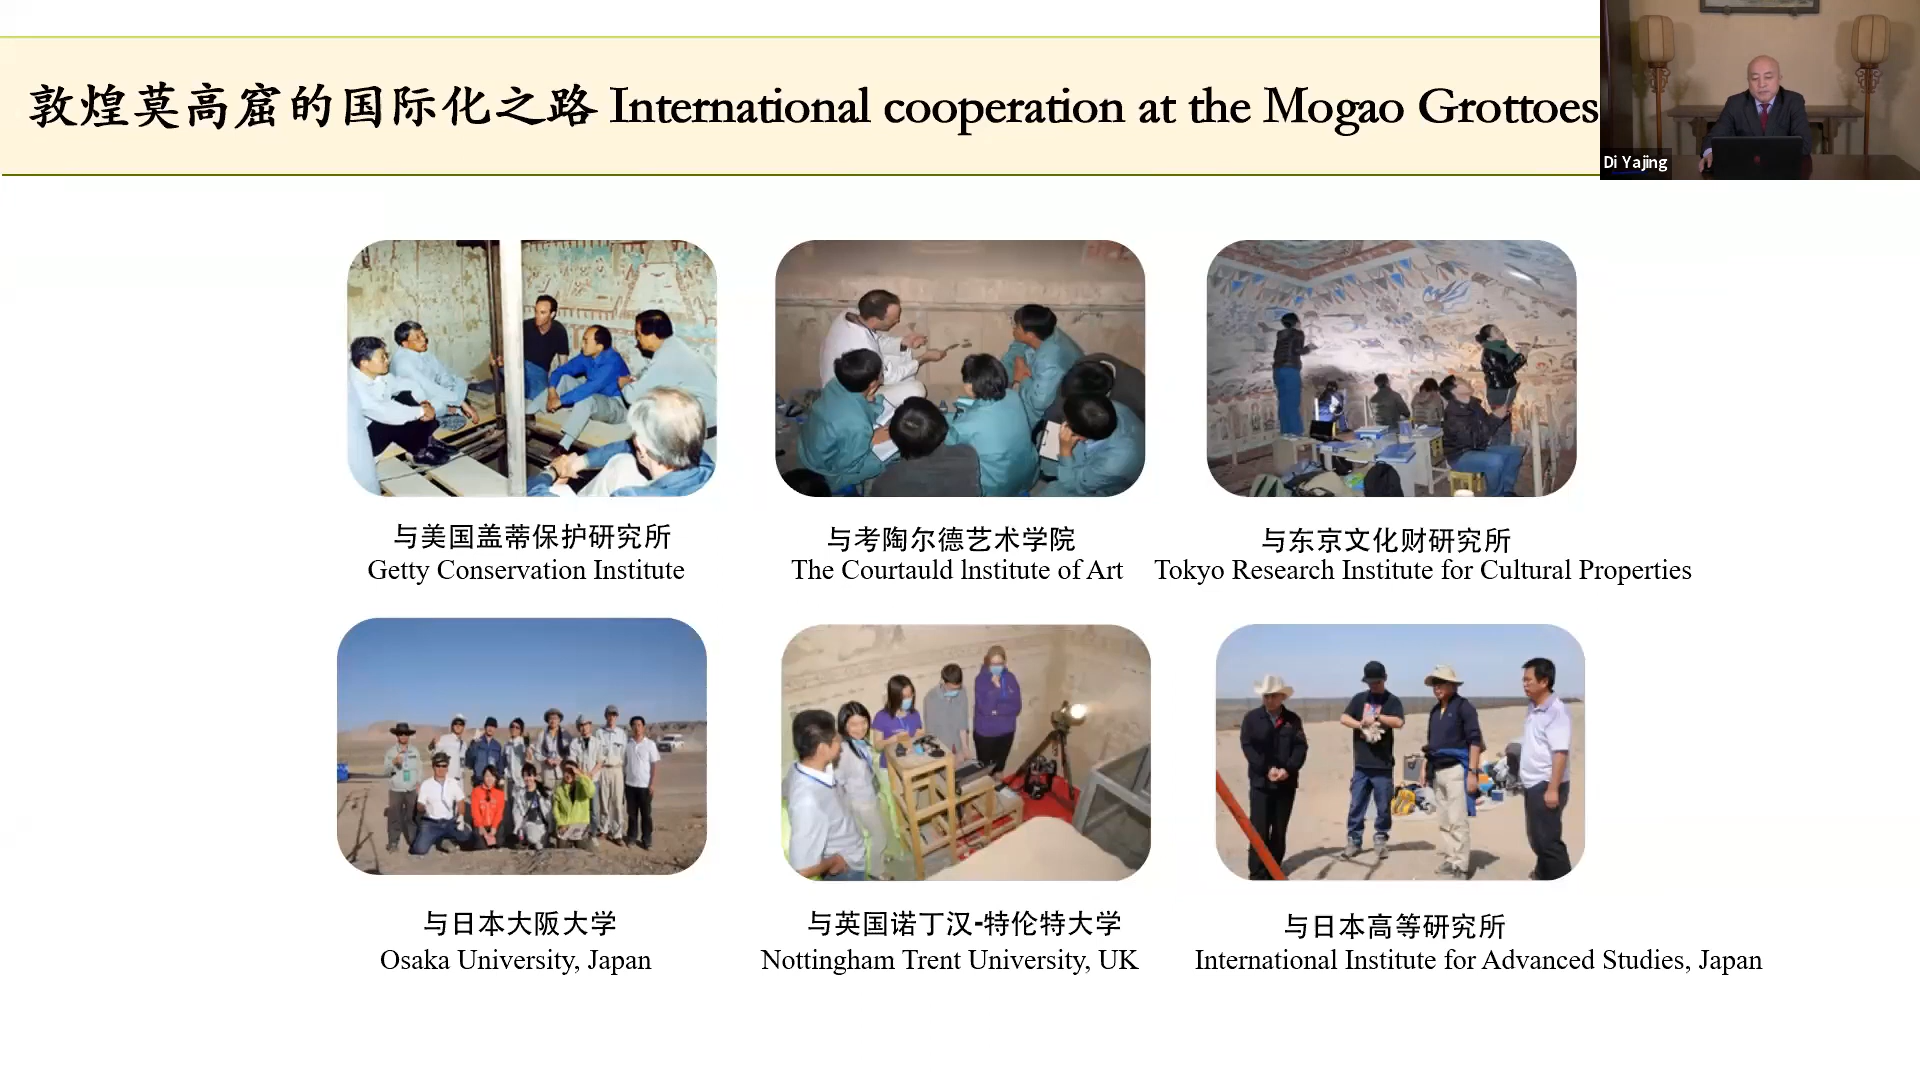 敦煌莫高窟的国际化之路 International cooperation at the Mogao Grottoes
Di Yajing
与美国盖蒂保护研究所
Getty Conservation Institute
与考陶尔德艺术学院
The Courtauld lnstitute of Art
与东京文化财研究所
Tokyo Research Institute for Cultural Properties
与日本大阪大学
Osaka University, Japan
与英国诺丁汉-特伦特大学
Nottingham Trent University, UK
与日本高等研究所
International Institute for Advanced Studies, Japan